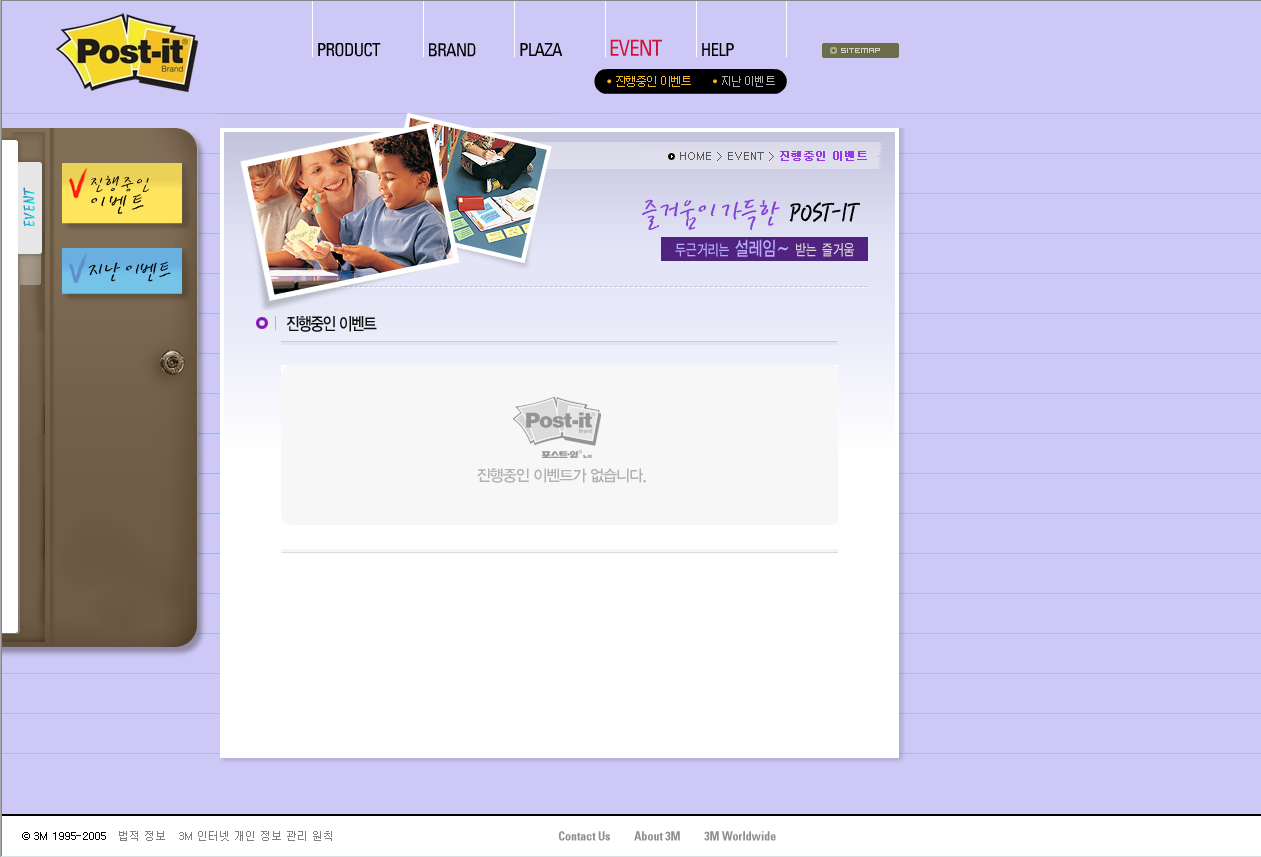 Post-it
Brand
PRODUCT
BRAND
PLAZA
EVENT
HELP
SITEMAP
진행중인 이벤트
지난 이벤트
EVENT
진행중인
이벤트
지난 이벤트
HOME > EVENT > 진행중인 이벤트
즐거움이 가득한 POST-IT
두근거리는 설레임~ 받는 즐거움
진행중인 이벤트
Post-it
Brand
포스트-잇® 노트
진행중인 이벤트가 없습니다.
© 3M 1995-2005 법적 정보 3M 인터넷 개인 정보 관리 원칙
Contact Us About 3M 3M Worldwide